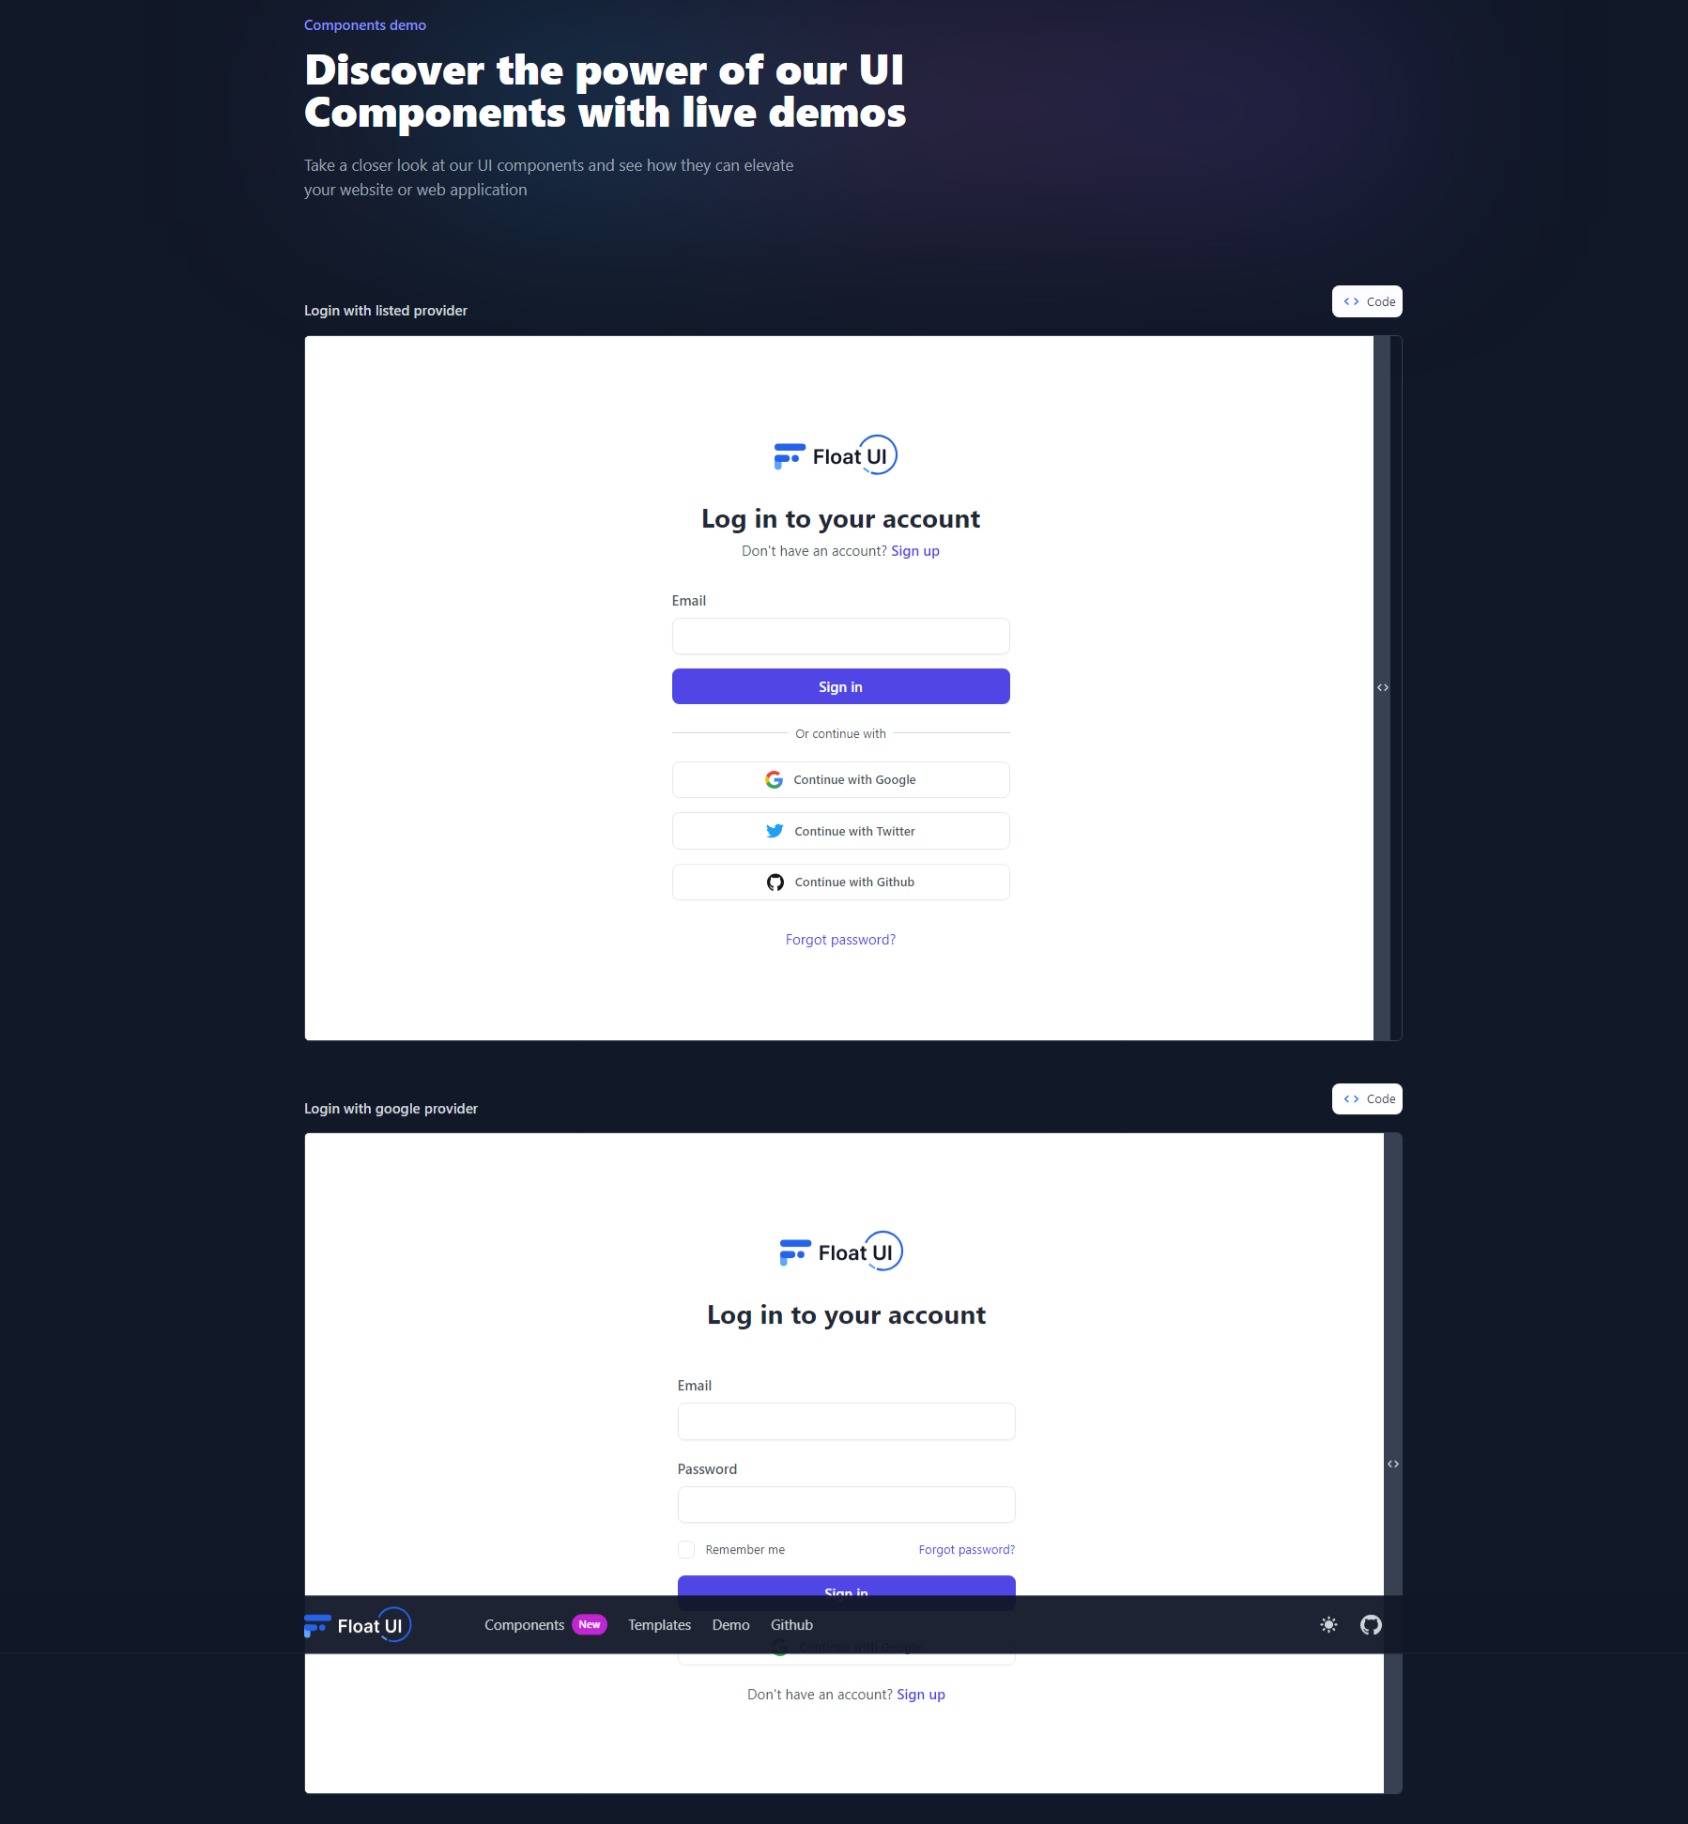 Components demo
Discover the power of our UI
Components with live demos
Take a closer look at our UI components and see how they can elevate
your website or web application
Login with listed provider
Code
Float UI
Log in to your account
Don't have an account? Sign up
Email
Sign in
Or continue with
Continue with Google
Continue with Twitter
Continue with Github
Forgot password?
Login with google provider
Code
Float UI
Log in to your account
Email
Password
Remember me
Forgot password?
Sign in
Float UI
Components New Templates Demo Github
Continue with Google
Don't have an account? Sign up